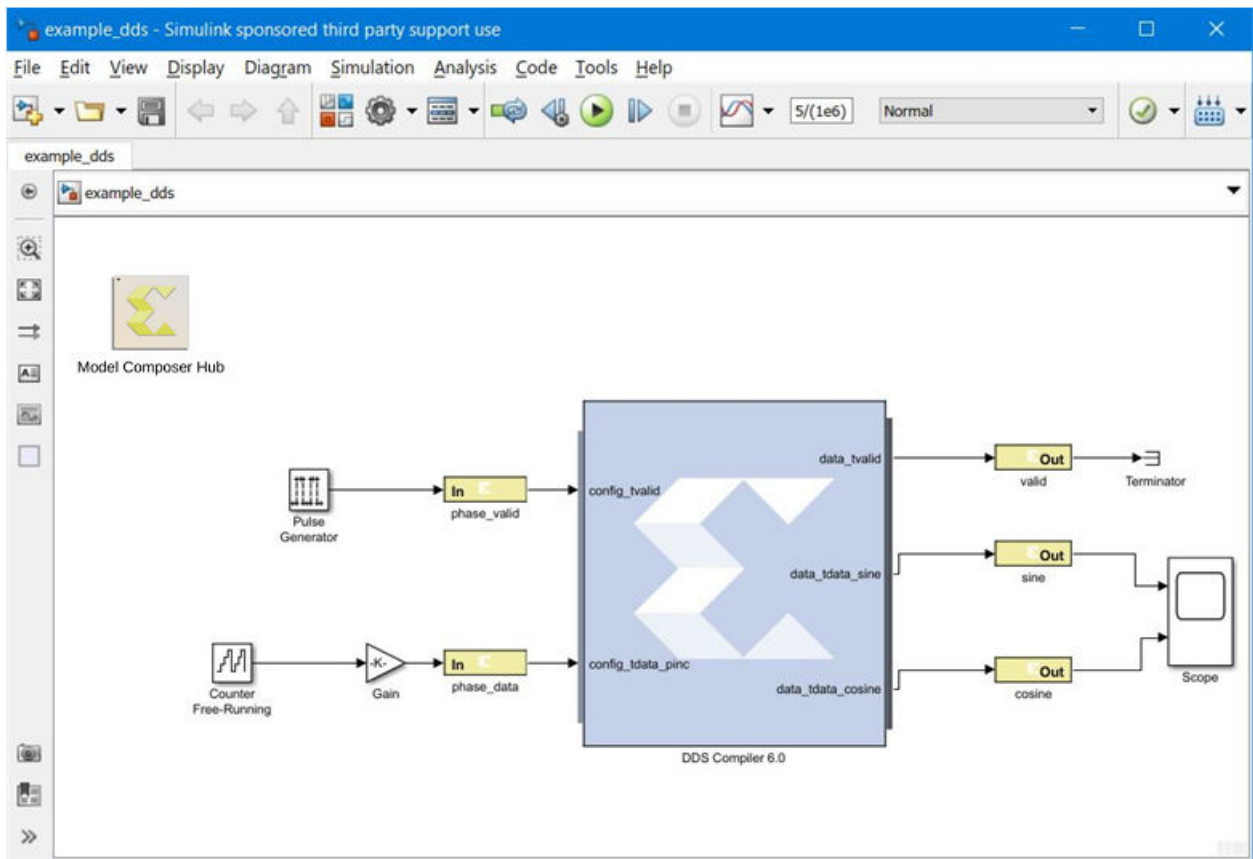 example_dds - Simulink sponsored third party support use
File Edit View Display Diagram Simulation Analysis Code Tools Help
5/(1e6) Normal
example_dds
example_dds
Model Composer Hub
data_tvalid
Out
valid
Terminator
Pulse
Generator
In
phase_valid
config_tvalid
data_tdata_sine
Out
sine
Counter
Free-Running
-K-
Gain
In
phase_data
config_tdata_pinc
data_tdata_cosine
Out
cosine
Scope
DDS Compiler 6.0